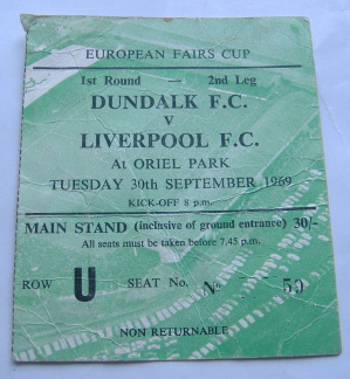 EUROPEAN FAIRS CUP
1st Round — 2nd Leg
DUNDALK F.C.
V
LIVERPOOL F.C.
At ORIEL PARK
TUESDAY 30th SEPTEMBER 1969
KICK-OFF 8 p.m.
MAIN STAND (inclusive of ground entrance) 30/-
All seats must be taken before 7.45 p.m.
ROW U SEAT No. Nº 50
NON RETURNABLE